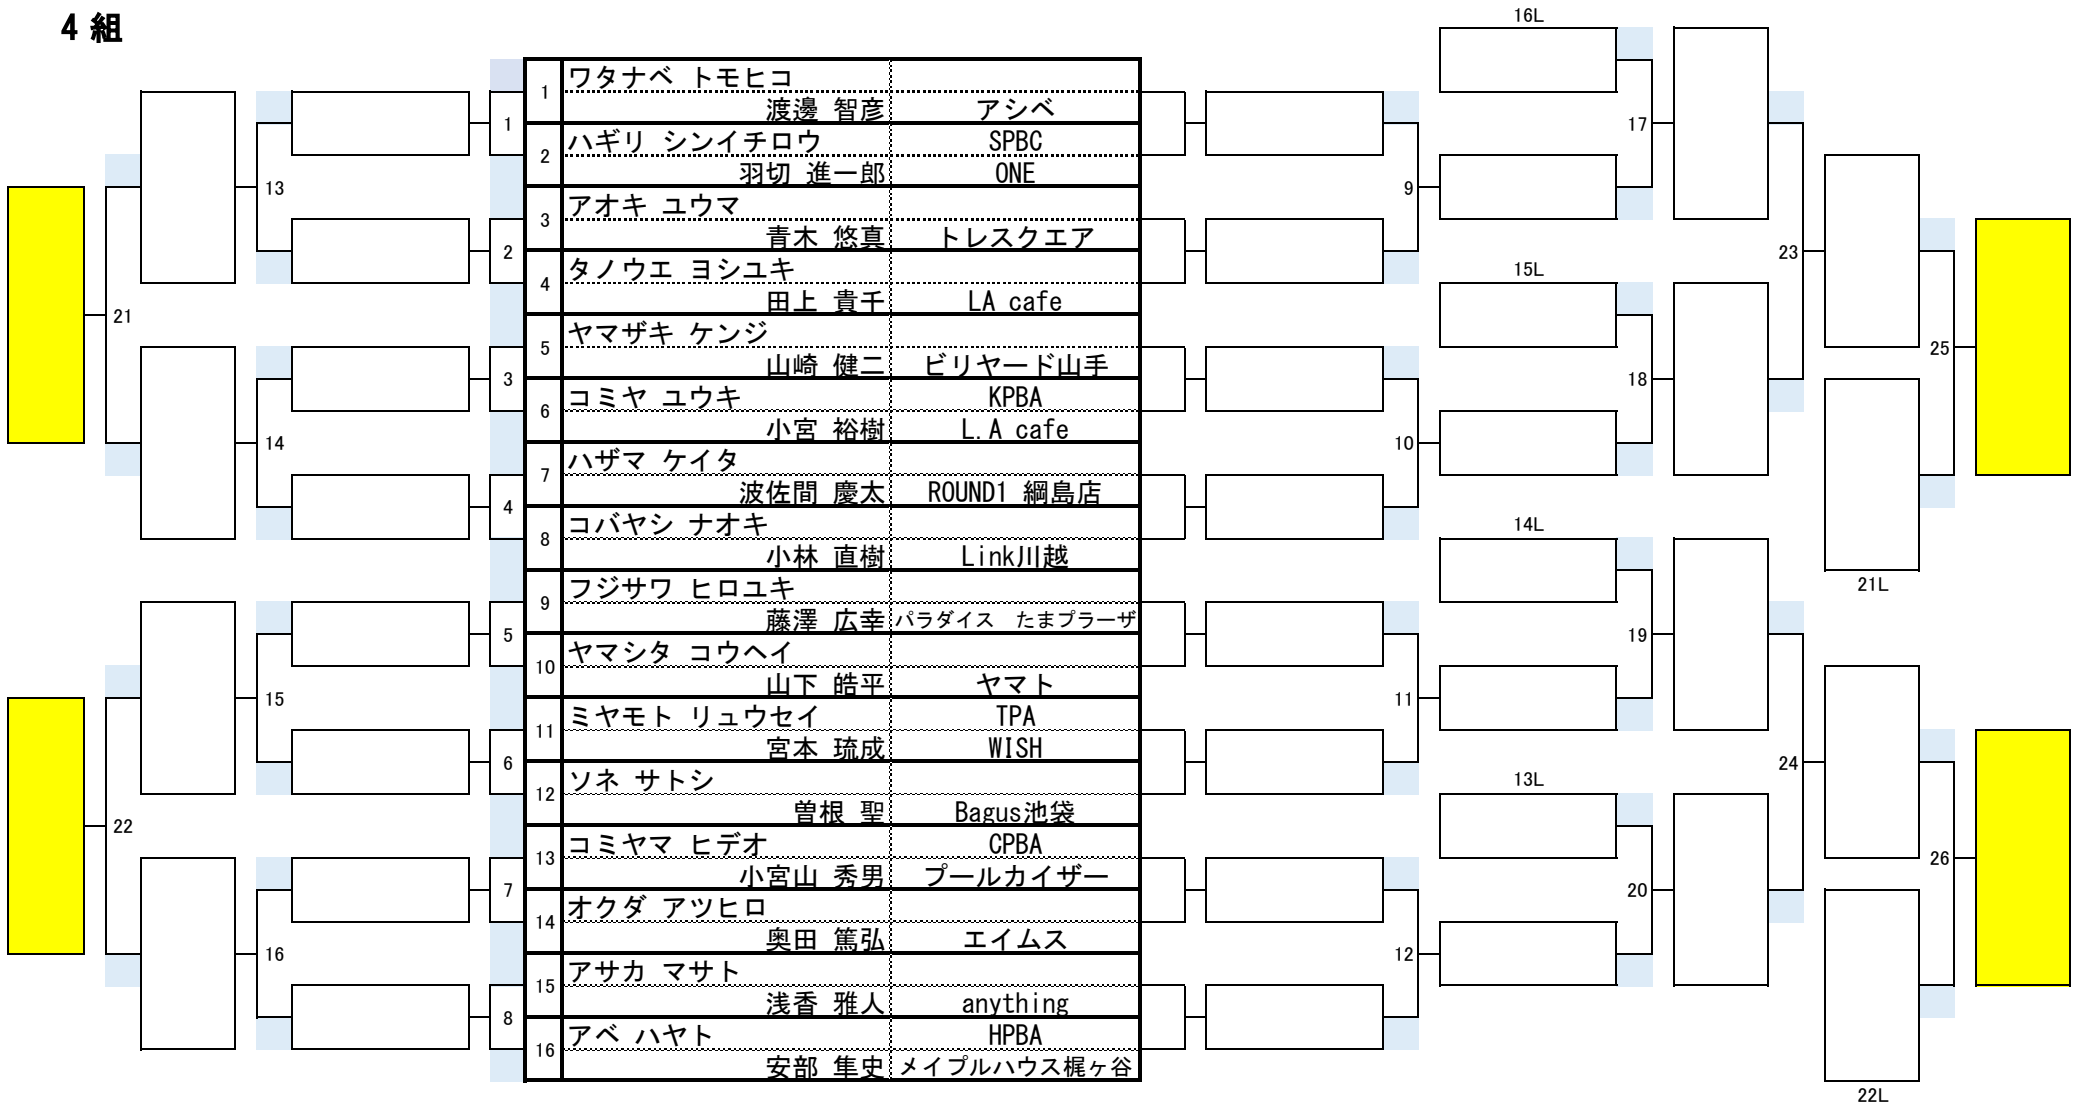 4 組
1
ワタナベ トモヒコ
渡邊 智彦 アシベ
2
ハギリ シンイチロウ SPBC
羽切 進一郎 ONE
3
アオキ ユウマ
青木 悠真 トレスクエア
4
タノウエ ヨシユキ
田上 貴千 LA cafe
5
ヤマザキ ケンジ
山崎 健二 ビリヤード山手
6
コミヤ ユウキ KPBA
小宮 裕樹 L.A cafe
7
ハザマ ケイタ
波佐間 慶太 ROUND1 綱島店
8
コバヤシ ナオキ
小林 直樹 Link川越
9
フジサワ ヒロユキ
藤澤 広幸 パラダイス　たまプラーザ
10
ヤマシタ コウヘイ
山下 皓平 ヤマト
11
ミヤモト リュウセイ TPA
宮本 琉成 WISH
12
ソネ サトシ
曽根 聖 Bagus池袋
13
コミヤマ ヒデオ CPBA
小宮山 秀男 プールカイザー
14
オクダ アツヒロ
奥田 篤弘 エイムス
15
アサカ マサト
浅香 雅人 anything
16
アベ ハヤト HPBA
安部 隼史 メイプルハウス梶ヶ谷
1
2
3
4
5
6
7
8
13
14
15
16
21
22
9
10
11
12
16L
17
15L
18
14L
19
13L
20
23
24
21L
22L
25
26